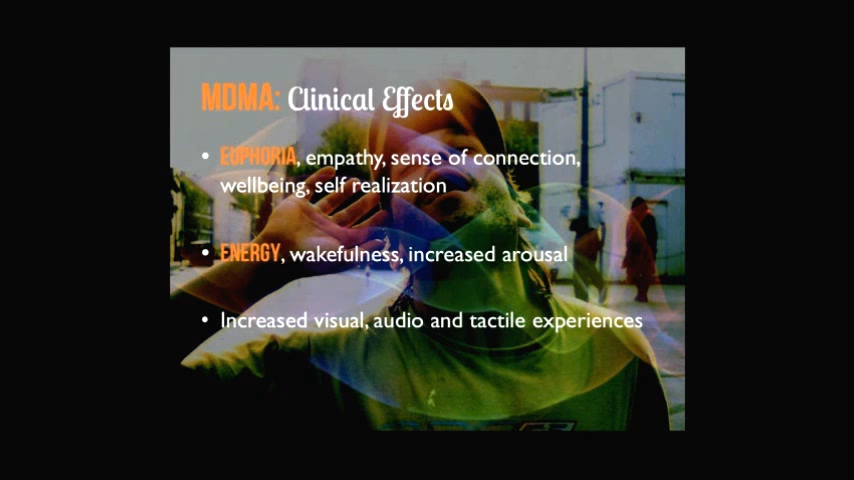 MDMA: Clinical Effects
• EUPHORIA, empathy, sense of connection,
wellbeing, self realization
• ENERGY, wakefulness, increased arousal
• Increased visual, audio and tactile experiences